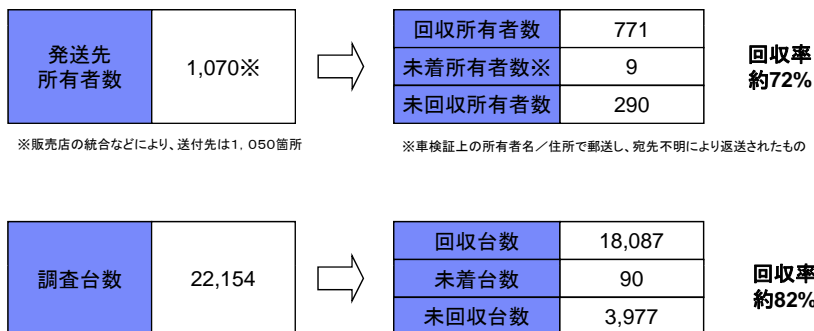 発送先
所有者数
1,070※
回収所有者数
771
未着所有者数※
9
未回収所有者数
290
回収率
約72%
※販売店の統合などにより、送付先は1，050箇所
※車検証上の所有者名／住所で郵送し、宛先不明により返送されたもの
調査台数
22,154
回収台数
18,087
未着台数
90
未回収台数
3,977
回収率
約82%